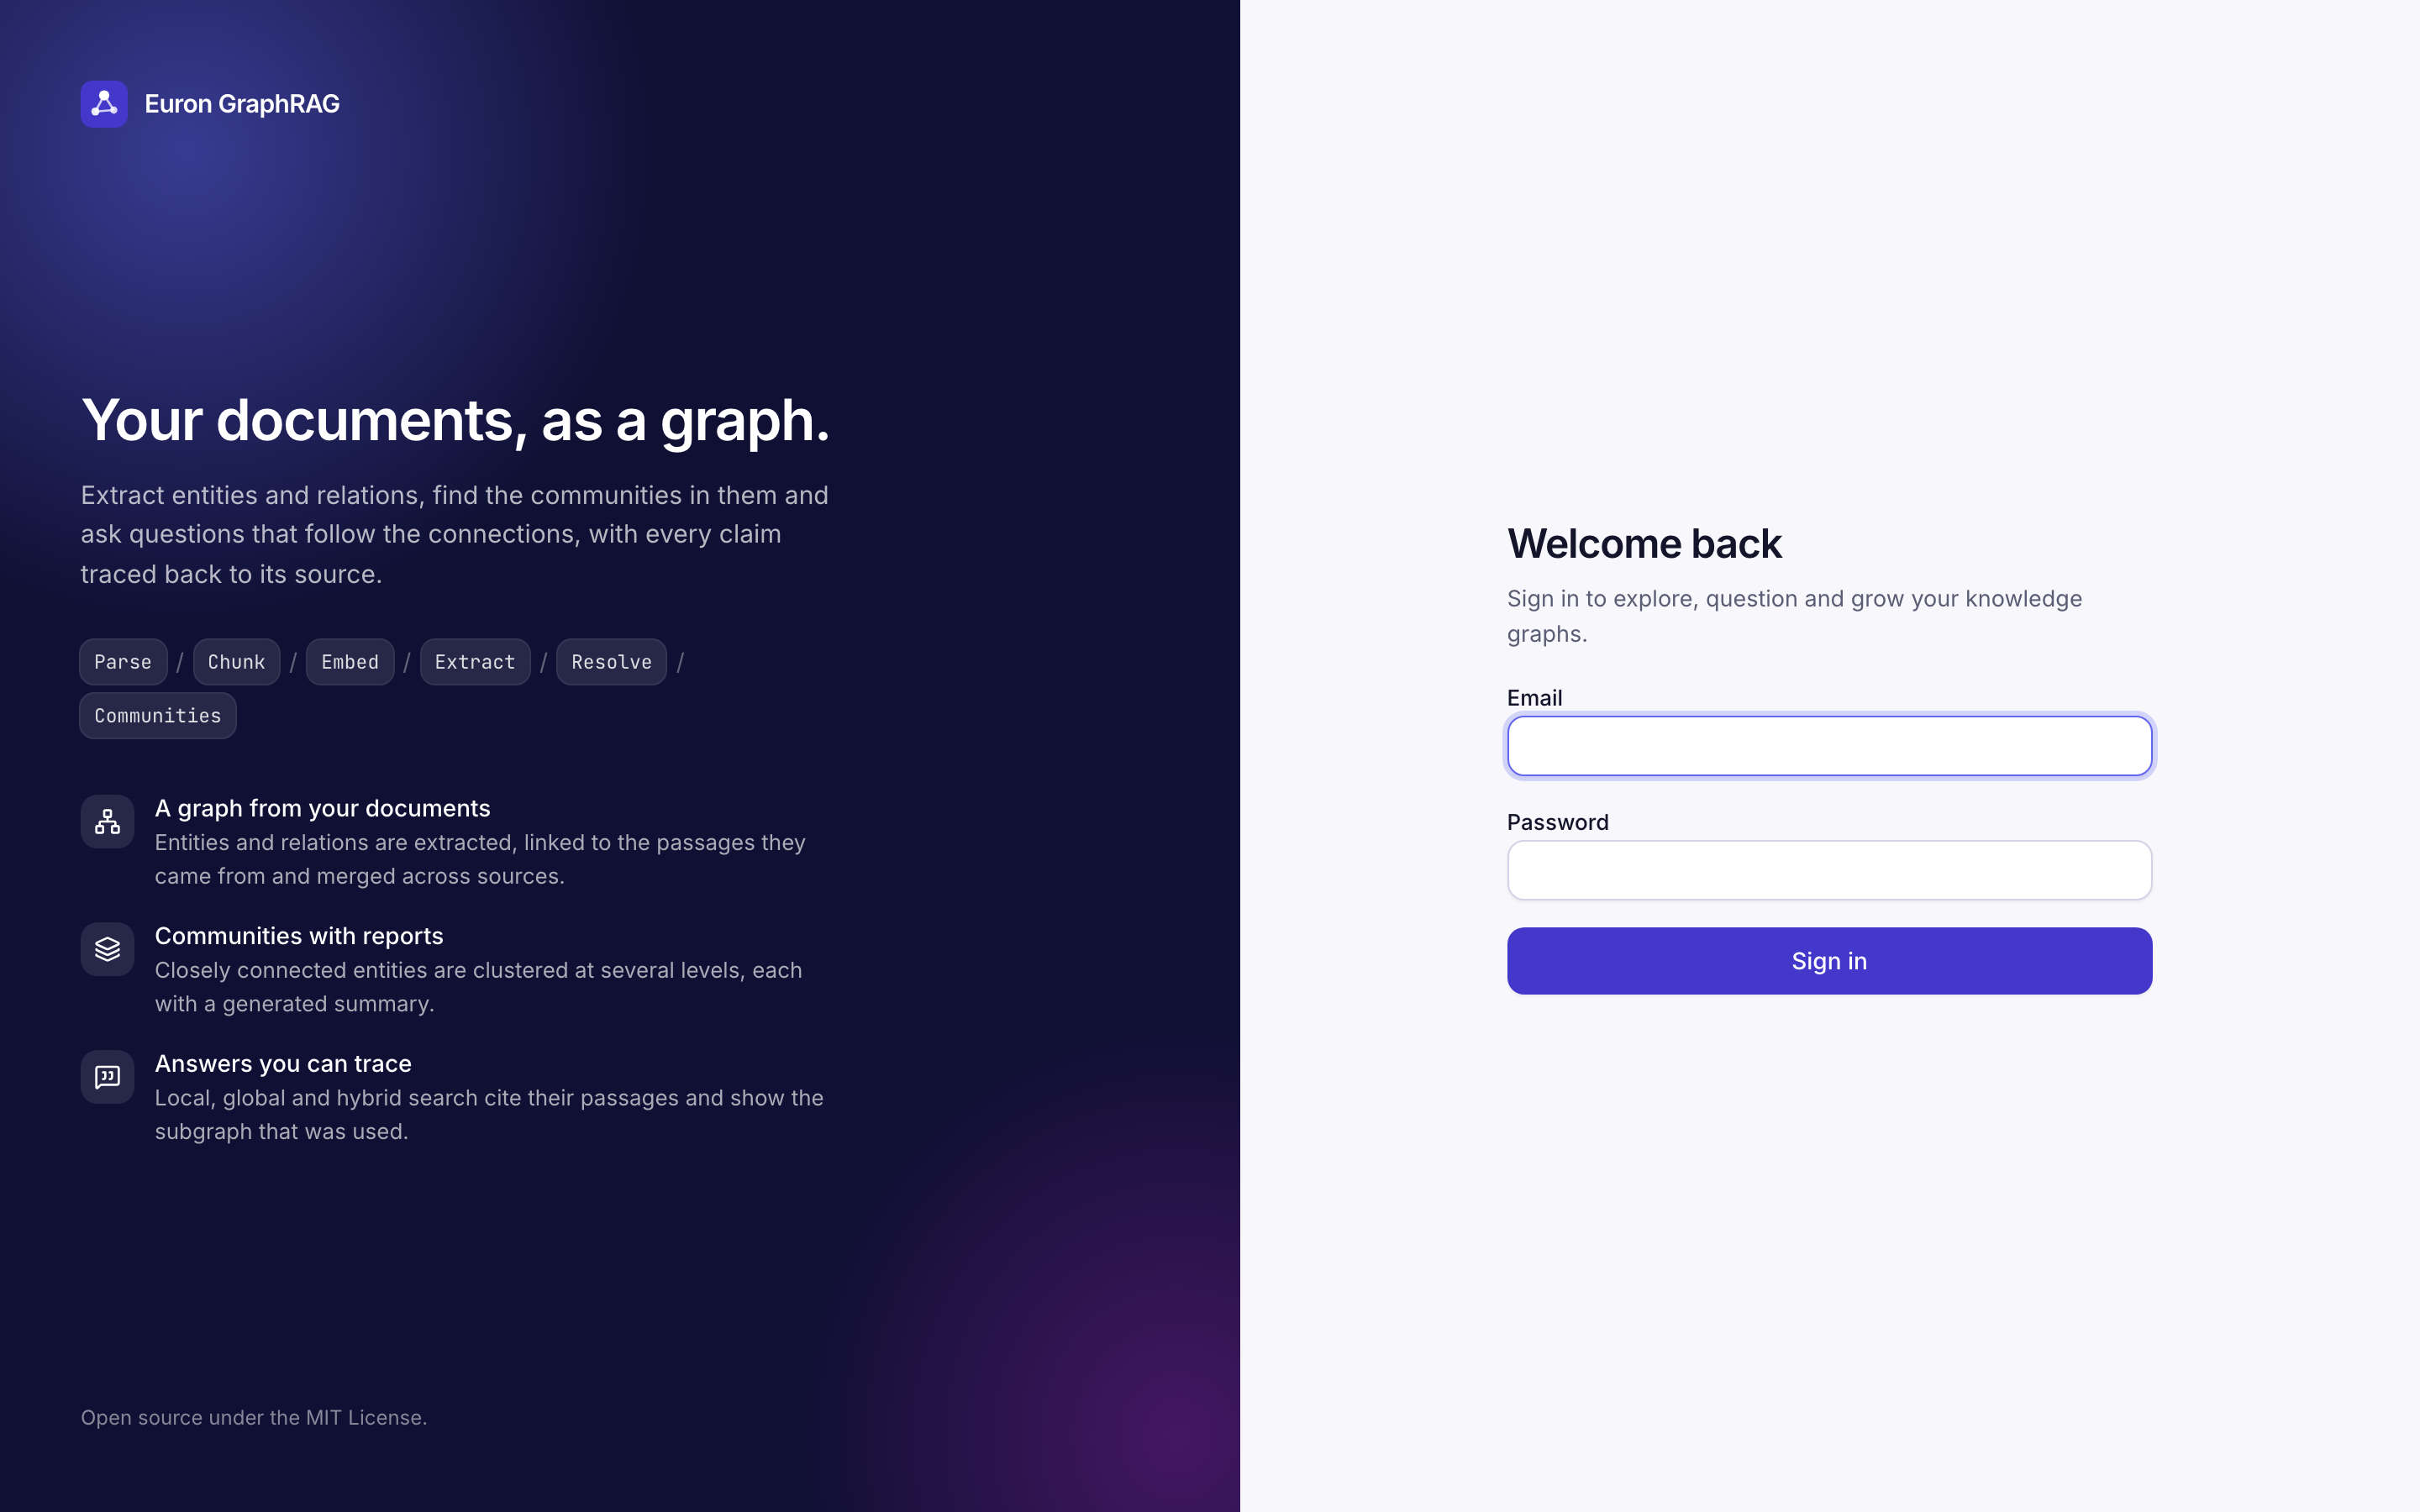 Euron GraphRAG
Your documents, as a graph.
Extract entities and relations, find the communities in them and
ask questions that follow the connections, with every claim
traced back to its source.
Parse / Chunk / Embed / Extract / Resolve /
Communities
A graph from your documents
Entities and relations are extracted, linked to the passages they
came from and merged across sources.
Communities with reports
Closely connected entities are clustered at several levels, each
with a generated summary.
Answers you can trace
Local, global and hybrid search cite their passages and show the
subgraph that was used.
Open source under the MIT License.
Welcome back
Sign in to explore, question and grow your knowledge
graphs.
Email
Password
Sign in